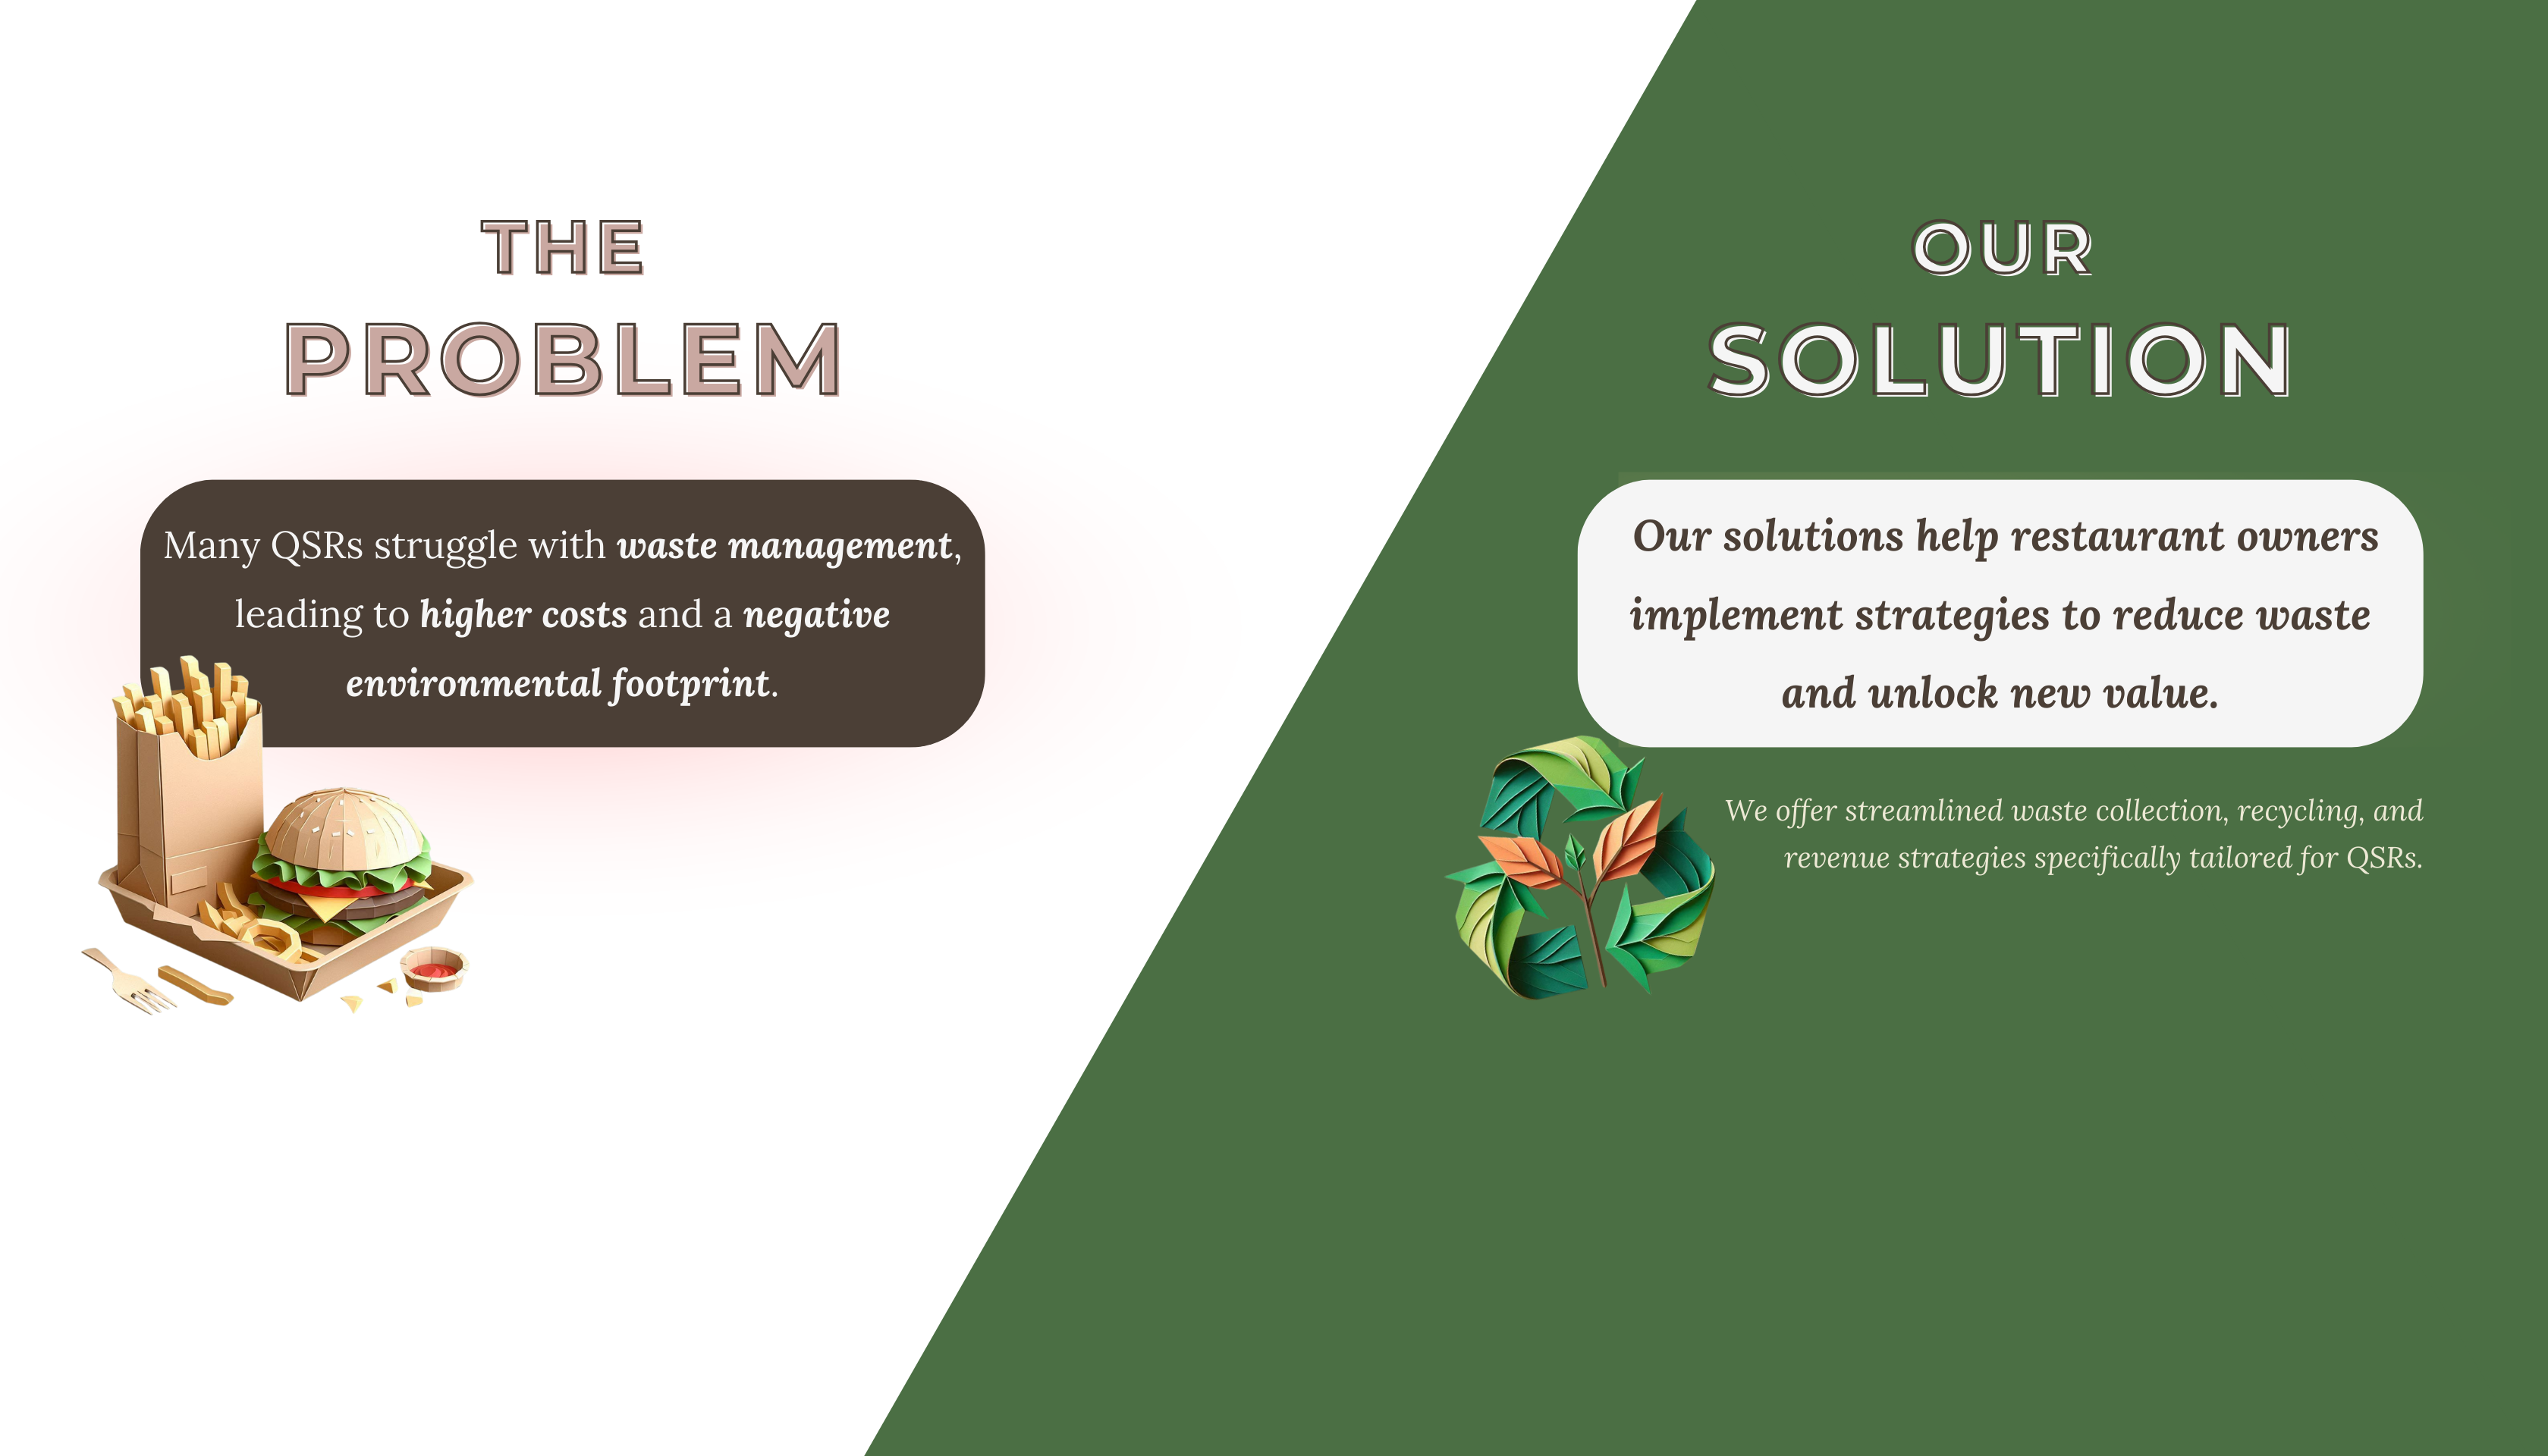 THE
PROBLEM
Many QSRs struggle with waste management,
leading to higher costs and a negative
environmental footprint.
OUR
SOLUTION
Our solutions help restaurant owners
implement strategies to reduce waste
and unlock new value.
We offer streamlined waste collection, recycling, and
revenue strategies specifically tailored for QSRs.